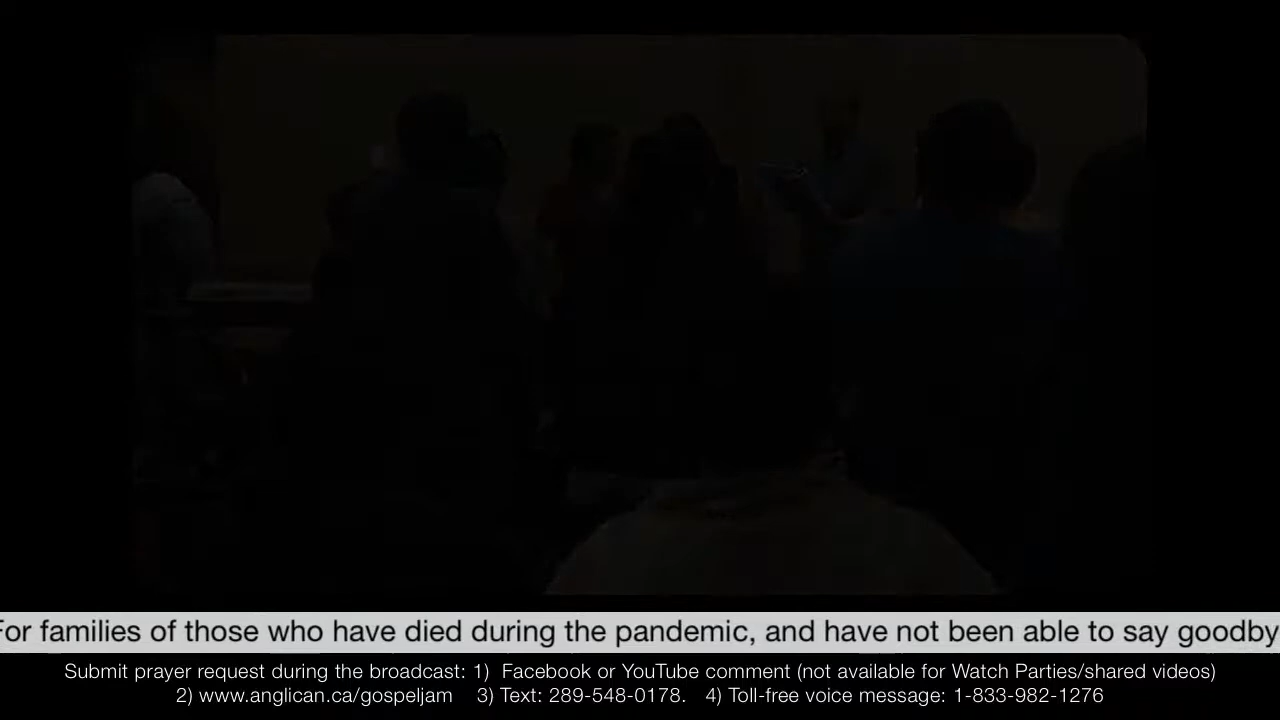 For families of those who have died during the pandemic, and have not been able to say goodby
Submit prayer request during the broadcast: 1) Facebook or YouTube comment (not available for Watch Parties/shared videos)
2) www.anglican.ca/gospeljam 3) Text: 289-548-0178. 4) Toll-free voice message: 1-833-982-1276